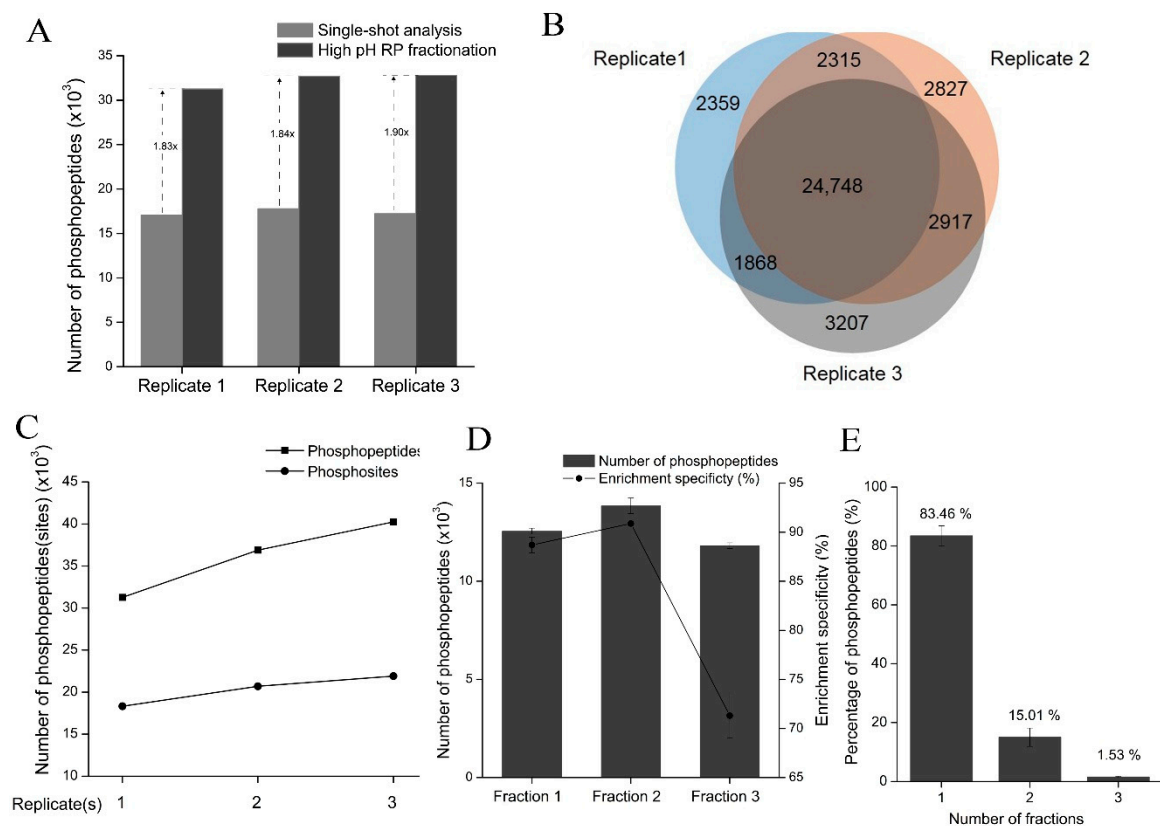 A
Single-shot analysis
High pH RP fractionation
Number of phosphopeptides (x10³)
35
30
25
20
15
10
5
0
1.83x
1.84x
1.90x
Replicate 1
Replicate 2
Replicate 3
B
Replicate1
Replicate 2
Replicate 3
2315
2359
2827
24,748
2917
1868
3207
C
Phosphopeptides
Phosphosites
Number of phosphopeptides(sites) (x10³)
45
40
35
30
25
20
10
Replicate(s)
1
2
3
D
Number of phosphopeptides
Enrichment specificty (%)
Number of phosphopeptides (x10³)
15
10
5
0
Enrichment specificity (%)
95
90
85
80
75
70
65
Fraction 1
Fraction 2
Fraction 3
E
Percentage of phosphopeptides (%)
100
80
60
40
20
0
83.46 %
15.01 %
1.53 %
1
2
3
Number of fractions